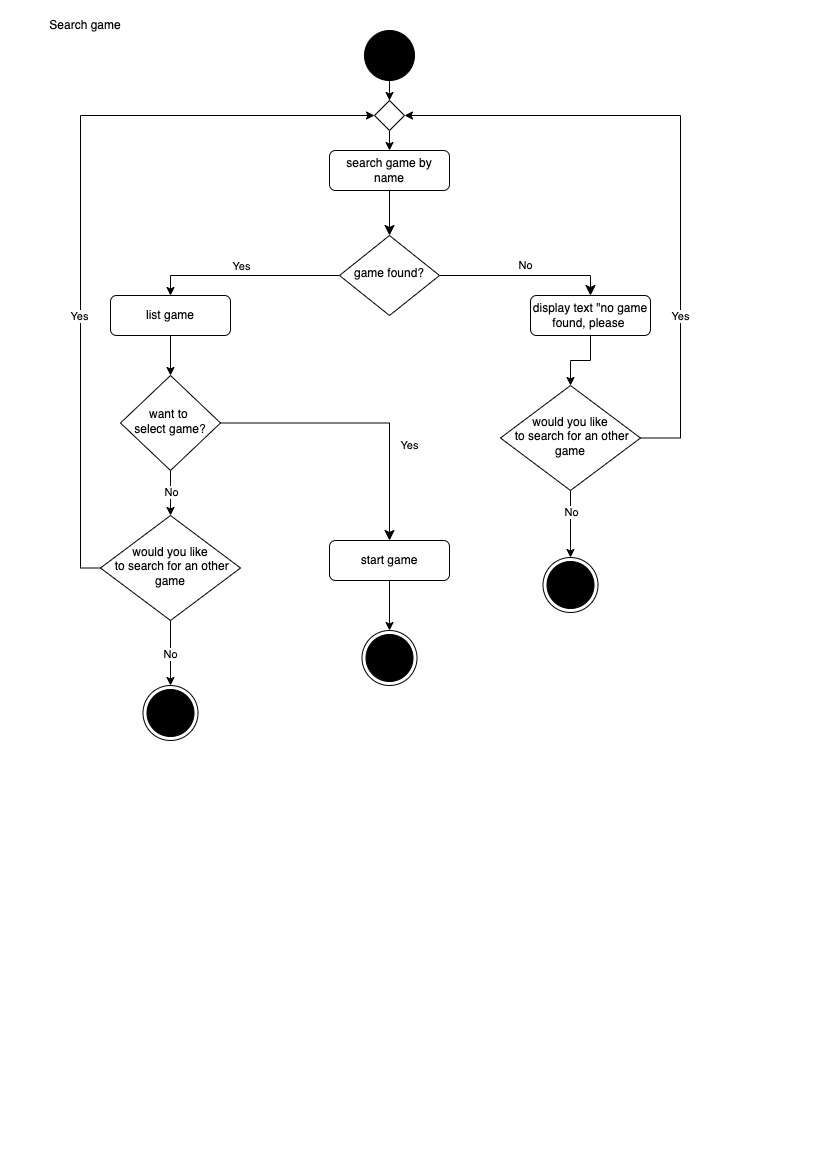 Search game
search game by
name
game found?
Yes
No
list game
display text "no game
found, please
Yes
Yes
want to
select game?
would you like
to search for an other
game
Yes
No
No
would you like
to search for an other
game
start game
No